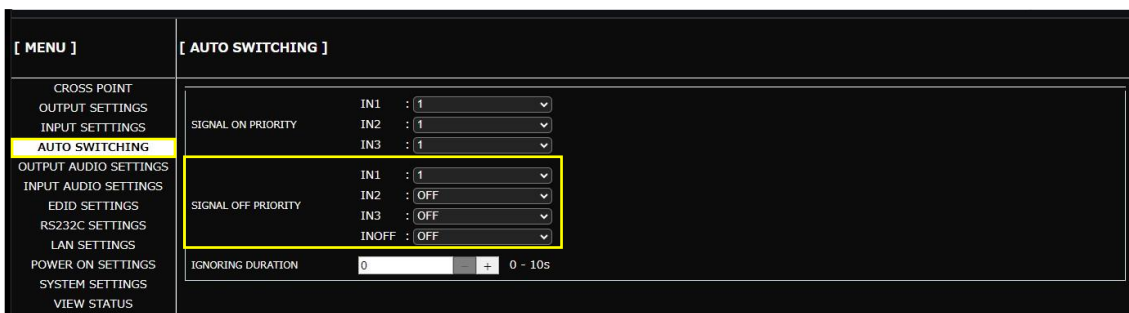 [ MENU ]
[ AUTO SWITCHING ]
CROSS POINT
OUTPUT SETTINGS
INPUT SETTTINGS
AUTO SWITCHING
OUTPUT AUDIO SETTINGS
INPUT AUDIO SETTINGS
EDID SETTINGS
RS232C SETTINGS
LAN SETTINGS
POWER ON SETTINGS
SYSTEM SETTINGS
VIEW STATUS
SIGNAL ON PRIORITY
IN1 : 1
IN2 : 1
IN3 : 1
SIGNAL OFF PRIORITY
IN1 : 1
IN2 : OFF
IN3 : OFF
INOFF : OFF
IGNORING DURATION 0 - + 0 - 10s